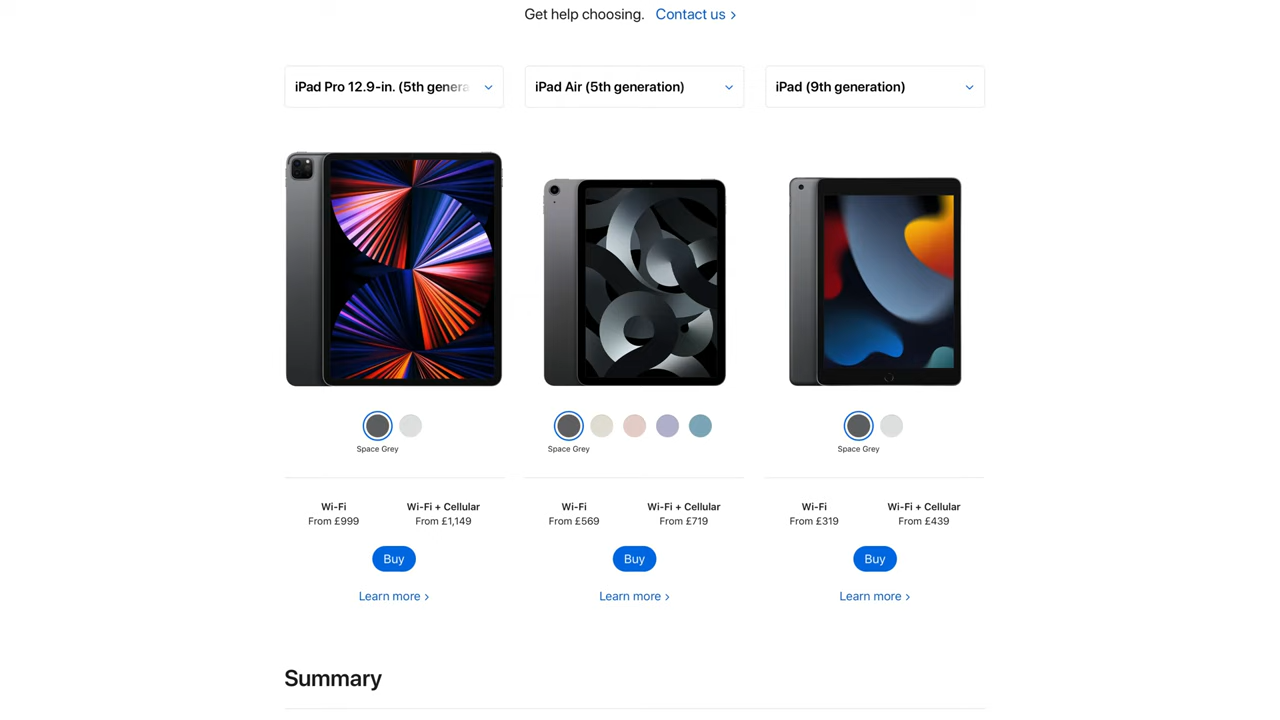 Get help choosing. Contact us >
iPad Pro 12.9-in. (5th genera
iPad Air (5th generation)
iPad (9th generation)
Space Grey
Space Grey
Space Grey
Wi-Fi Wi-Fi + Cellular
From £999 From £1,149
Wi-Fi Wi-Fi + Cellular
From £569 From £719
Wi-Fi Wi-Fi + Cellular
From £319 From £439
Buy
Buy
Buy
Learn more >
Learn more >
Learn more >
Summary